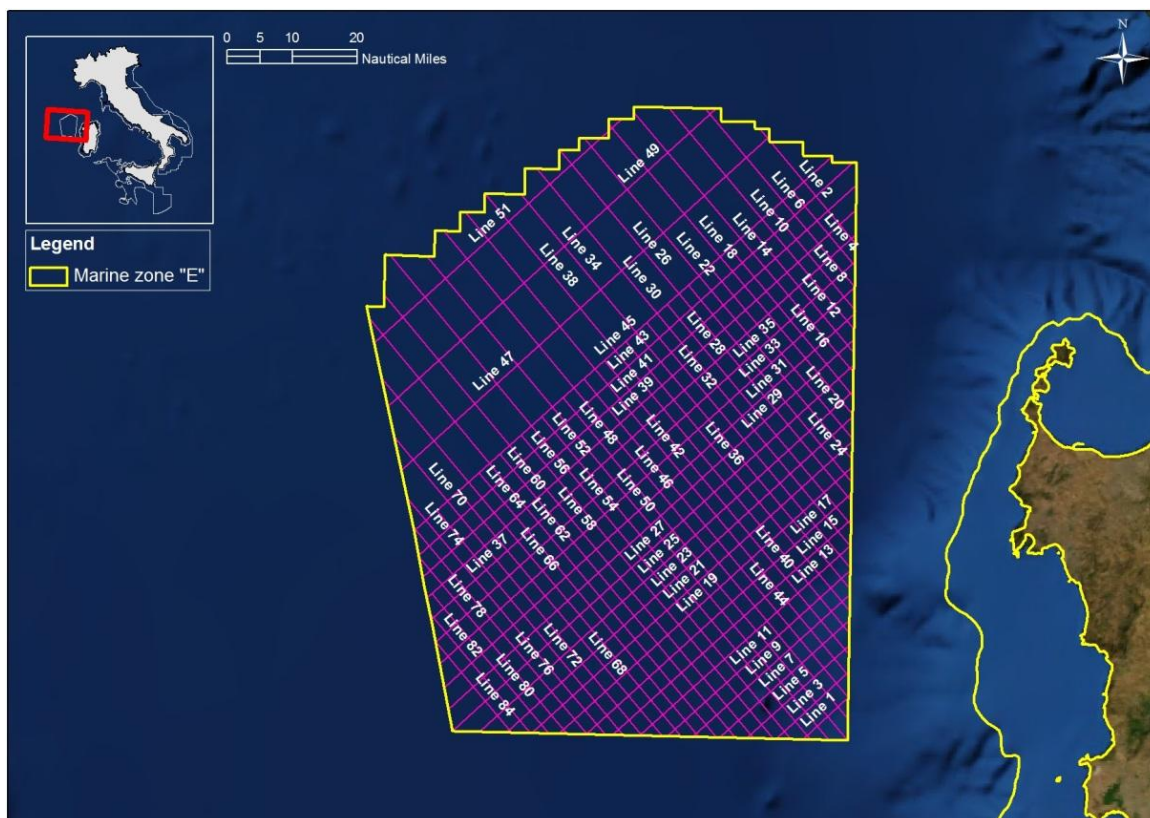 N
0 5 10 20
Nautical Miles
Legend
Marine zone "E"
Line 49
Line 2
Line 6
Line 51
Line 10
Line 4
Line 14
Line 18
Line 26
Line 22
Line 34
Line 38
Line 8
Line 30
Line 12
Line 16
Line 45
Line 28
Line 35
Line 43
Line 33
Line 47
Line 41
Line 32
Line 31
Line 39
Line 20
Line 29
Line 48
Line 52
Line 42
Line 36
Line 24
Line 56
Line 60
Line 46
Line 70
Line 64
Line 54
Line 50
Line 58
Line 62
Line 74
Line 17
Line 27
Line 15
Line 37
Line 66
Line 25
Line 40
Line 13
Line 23
Line 21
Line 44
Line 19
Line 78
Line 82
Line 72
Line 76
Line 68
Line 11
Line 9
Line 7
Line 80
Line 5
Line 84
Line 3
Line 1